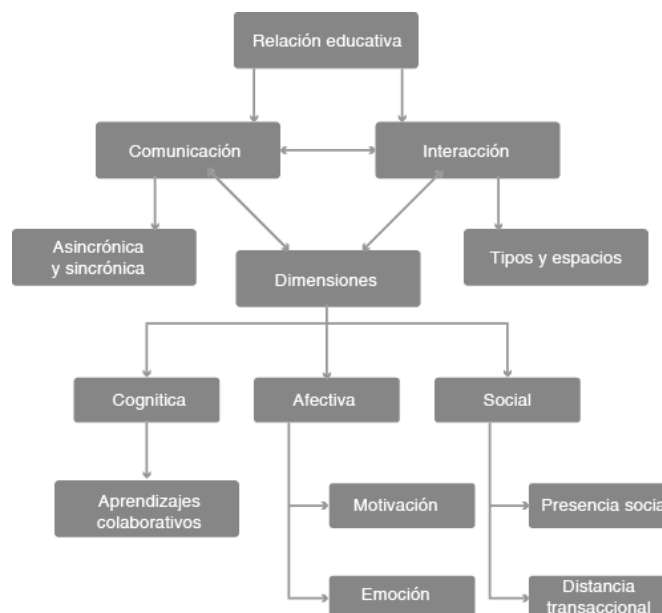 Relación educativa
Comunicación
Interacción
Asincrónica
y sincrónica
Tipos y espacios
Dimensiones
Cognitica
Afectiva
Social
Aprendizajes
colaborativos
Motivación
Presencia social
Emoción
Distancia
transaccional